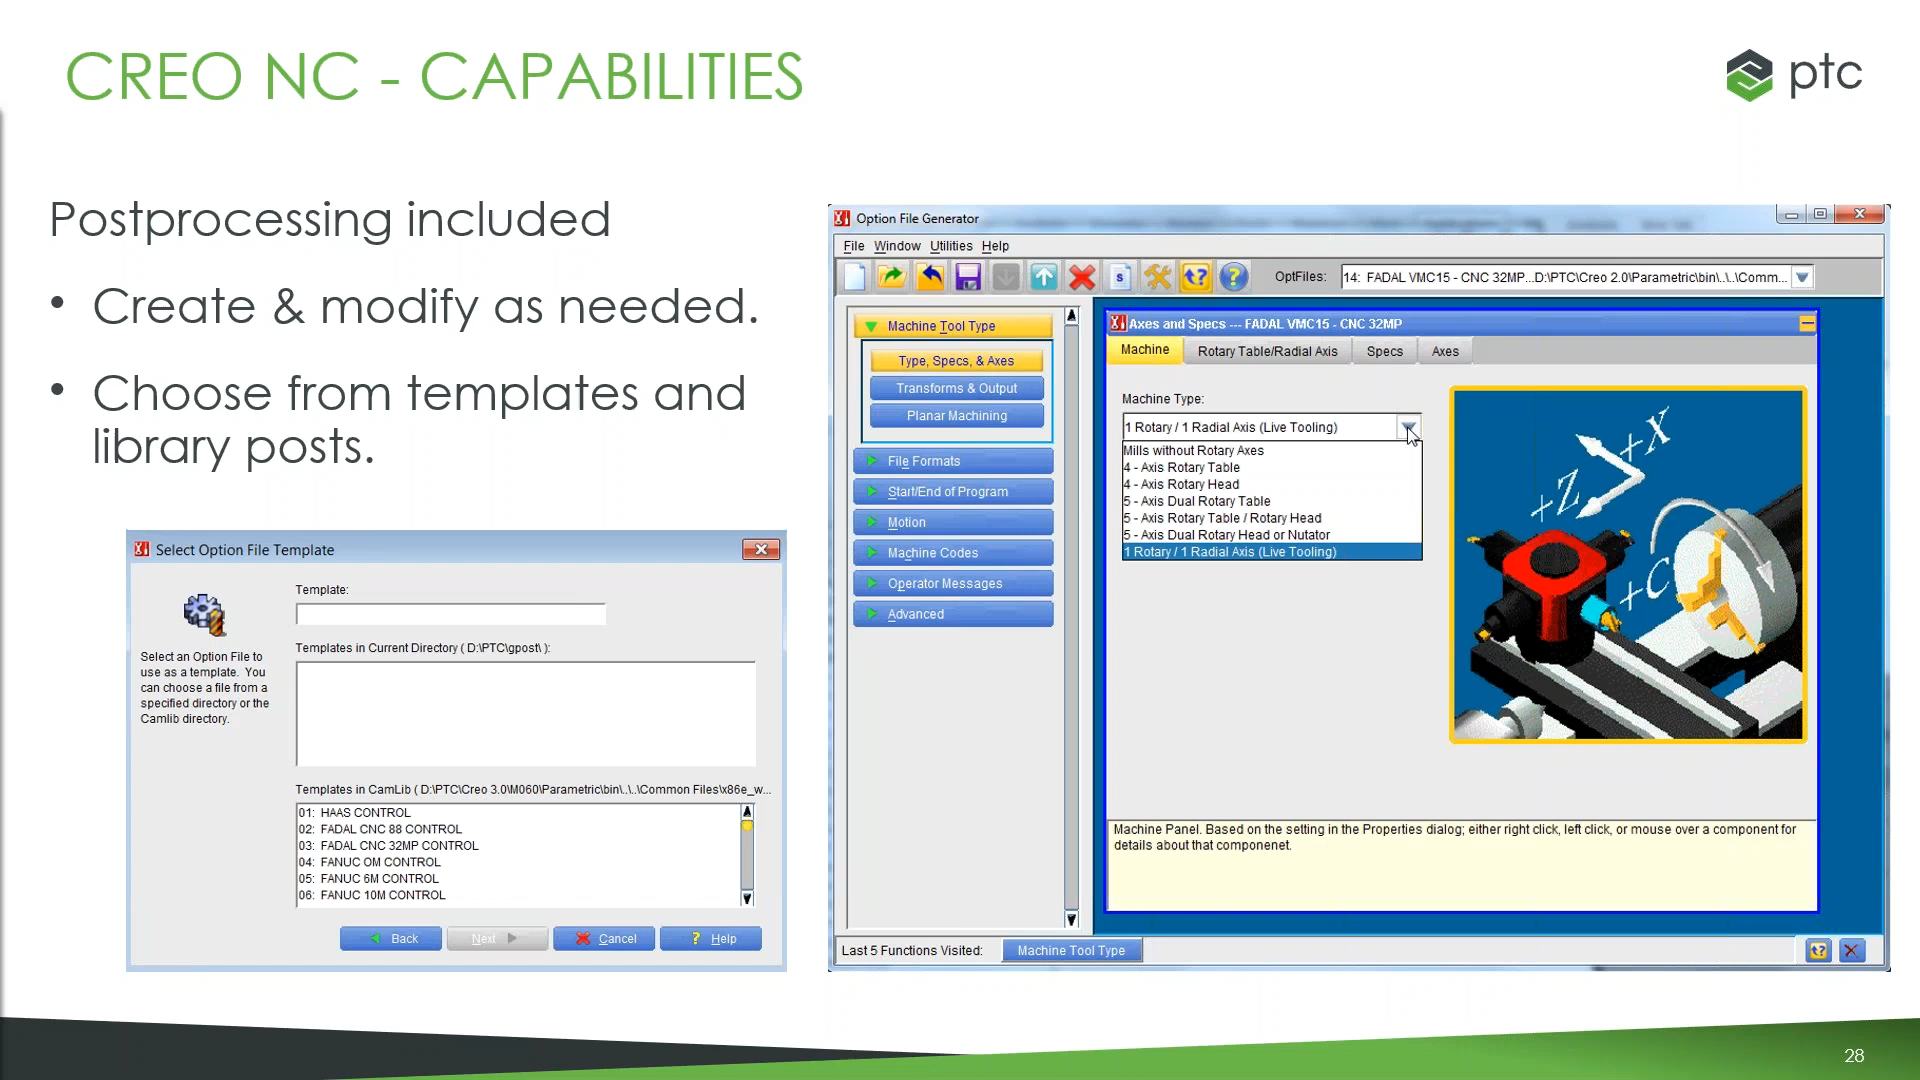 CREO NC - CAPABILITIES
ptc
Postprocessing included
• Create & modify as needed.
• Choose from templates and
library posts.
Select Option File Template
Template:
Select an Option File to
use as a template. You
can choose a file from a
specified directory or the
Camlib directory.
Templates in Current Directory ( D:\PTC\gpost\ ):
Templates in CamLib ( D:\PTC\Creo 3.0\M060\Parametric\bin\..\..\Common Files\x86e_w...
01: HAAS CONTROL
02: FADAL CNC 88 CONTROL
03: FADAL CNC 32MP CONTROL
04: FANUC OM CONTROL
05: FANUC 6M CONTROL
06: FANUC 10M CONTROL
Back
Next
Cancel
? Help
Option File Generator
File Window Utilities Help
OptFiles: 14: FADAL VMC15 - CNC 32MP...D:\PTC\Creo 2.0\Parametric\bin\..\..\Comm...
Machine Tool Type
Type, Specs, & Axes
Transforms & Output
Planar Machining
File Formats
Start/End of Program
Motion
Machine Codes
Operator Messages
Advanced
Axes and Specs --- FADAL VMC15 - CNC 32MP
Machine Rotary Table/Radial Axis Specs Axes
Machine Type:
1 Rotary / 1 Radial Axis (Live Tooling)
Mills without Rotary Axes
4 - Axis Rotary Table
4 - Axis Rotary Head
5 - Axis Dual Rotary Table
5 - Axis Rotary Table / Rotary Head
5 - Axis Dual Rotary Head or Nutator
1 Rotary / 1 Radial Axis (Live Tooling)
+X
+Z
+C
Machine Panel. Based on the setting in the Properties dialog; either right click, left click, or mouse over a component for
details about that componenet.
Last 5 Functions Visited: Machine Tool Type
28